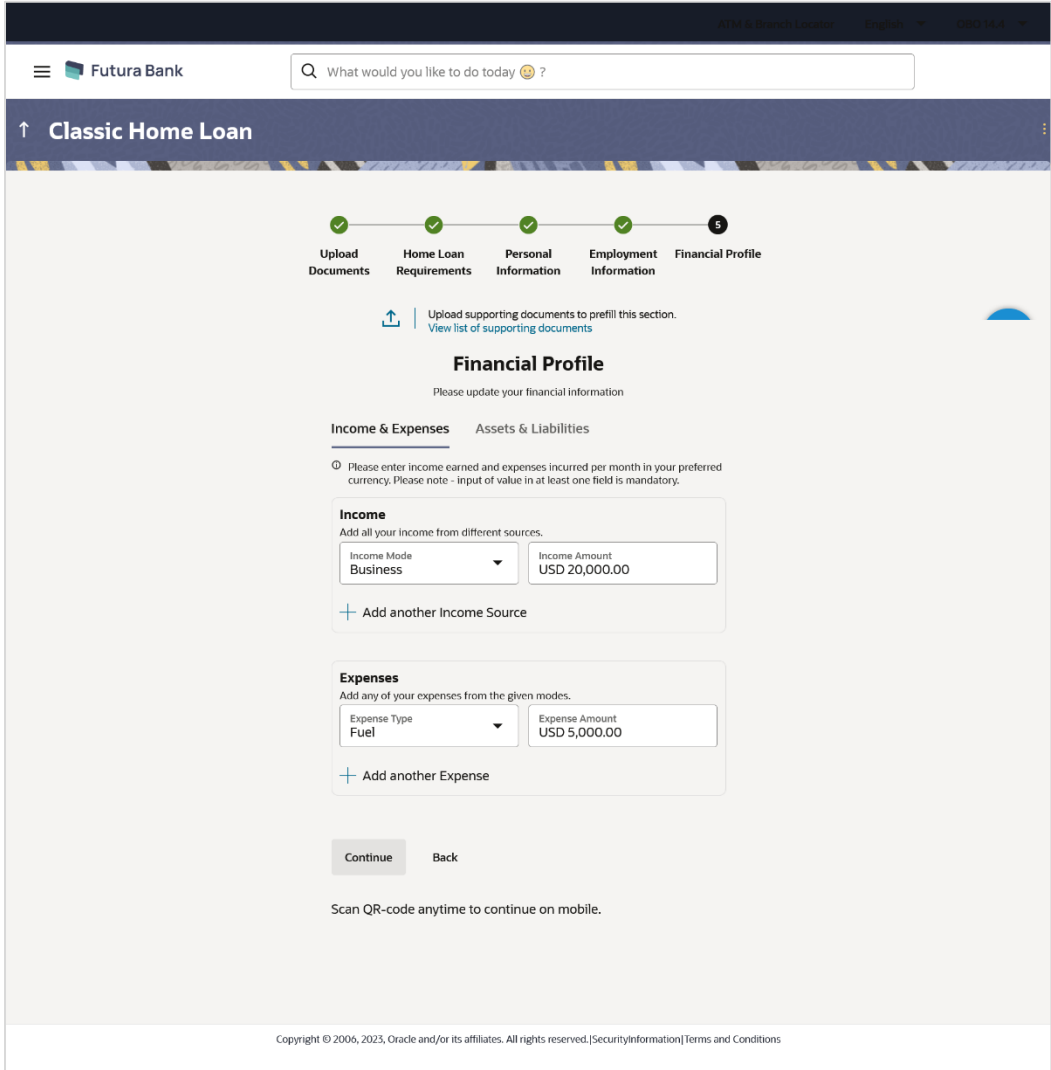 ATM & Branch Locator English OBD 14.4
Futura Bank
What would you like to do today 😀 ?
Classic Home Loan
5
Upload Documents
Home Loan Requirements
Personal Information
Employment Information
Financial Profile
Upload supporting documents to prefill this section.
View list of supporting documents
Financial Profile
Please update your financial information
Income & Expenses Assets & Liabilities
Please enter income earned and expenses incurred per month in your preferred
currency. Please note - input of value in at least one field is mandatory.
Income
Add all your income from different sources.
Income Mode
Business
Income Amount
USD 20,000.00
Add another Income Source
Expenses
Add any of your expenses from the given modes.
Expense Type
Fuel
Expense Amount
USD 5,000.00
Add another Expense
Continue Back
Scan QR-code anytime to continue on mobile.
Copyright © 2006, 2023, Oracle and/or its affiliates. All rights reserved.|SecurityInformation|Terms and Conditions